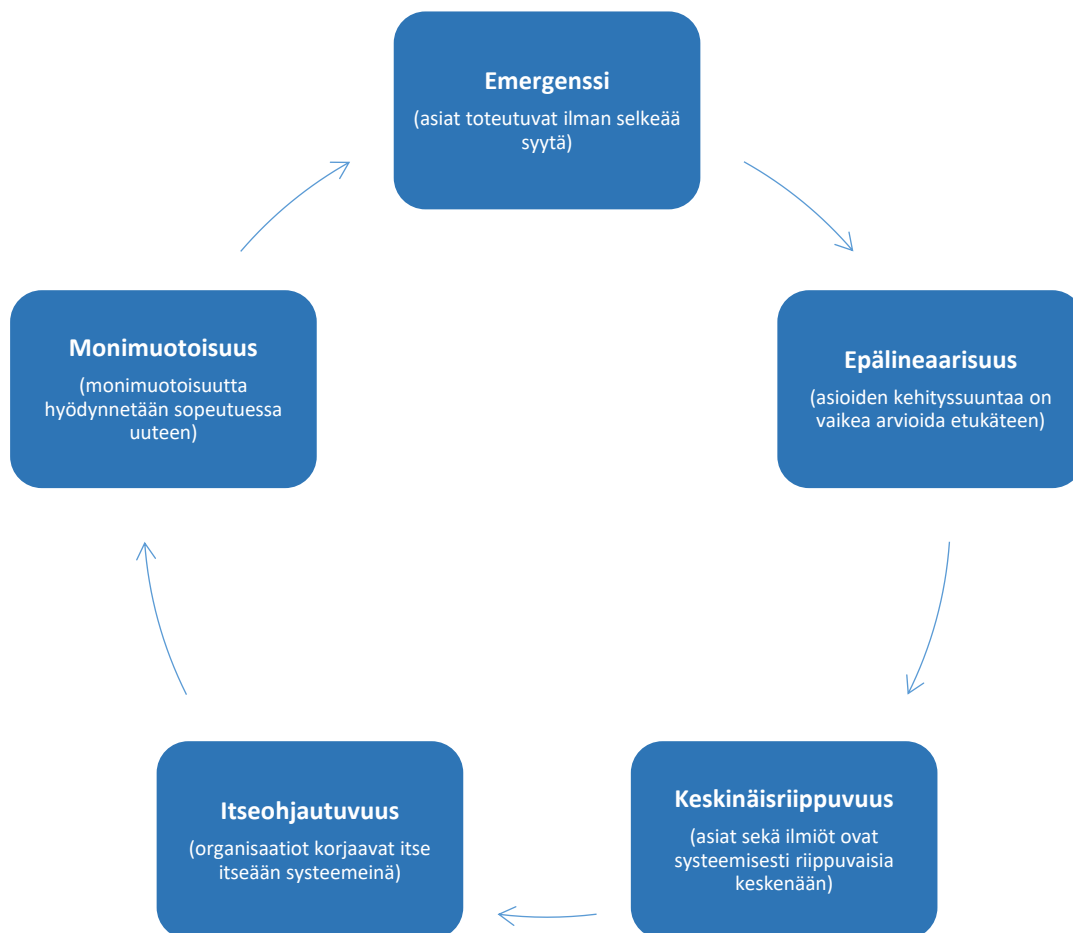 Emergenssi
(asiat toteutuvat ilman selkeää
syytä)
Epälineaarisuus
(asioiden kehityssuuntaa on
vaikea arvioida etukäteen)
Keskinäisriippuvuus
(asiat sekä ilmiöt ovat
systeemisesti riippuvaisia
keskenään)
Itseohjautuvuus
(organisaatiot korjaavat itse
itseään systeemeinä)
Monimuotoisuus
(monimuotoisuutta
hyödynnetään sopeutuessa
uuteen)